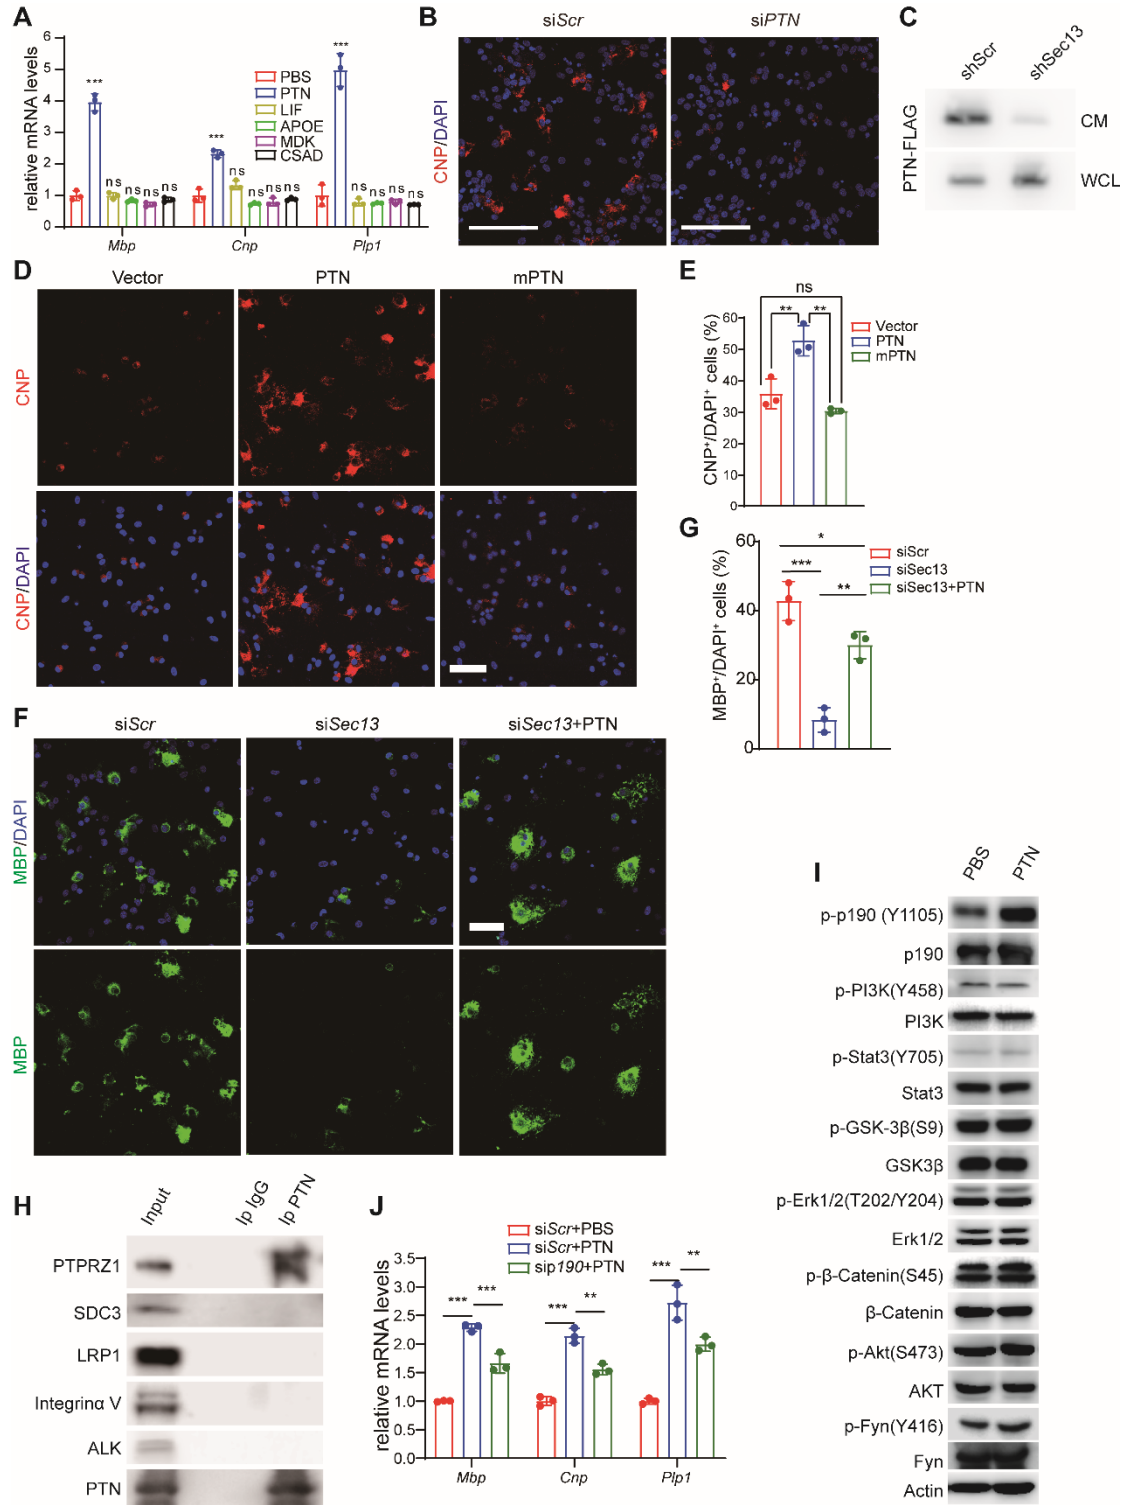 A
relative mRNA levels
6
5
4
3
2
1
0
***
***
***
ns
ns ns ns
ns
ns ns ns
ns ns ns ns
PBS
PTN
LIF
APOE
MDK
CSAD
Mbp
Cnp
Plp1
B
siScr
siPTN
CNP/DAPI
C
shScr
shSec13
PTN-FLAG
CM
WCL
D
Vector
PTN
mPTN
CNP
CNP/DAPI
E
CNP⁺/DAPI⁺ cells (%)
60
50
40
30
20
10
0
ns
**
**
Vector
PTN
mPTN
G
MBP⁺/DAPI⁺ cells (%)
60
40
20
0
*
***
**
siScr
siSec13
siSec13+PTN
F
siScr
siSec13
siSec13+PTN
MBP/DAPI
MBP
H
Input
Ip IgG
Ip PTN
PTPRZ1
SDC3
LRP1
Integrinα V
ALK
PTN
I
PBS
PTN
p-p190 (Y1105)
p190
p-PI3K(Y458)
PI3K
p-Stat3(Y705)
Stat3
p-GSK-3β(S9)
GSK3β
p-Erk1/2(T202/Y204)
Erk1/2
p-β-Catenin(S45)
β-Catenin
p-Akt(S473)
AKT
p-Fyn(Y416)
Fyn
Actin
J
siScr+PBS
siScr+PTN
sip190+PTN
relative mRNA levels
3.5
3.0
2.5
2.0
1.5
1.0
0.5
0.0
***
***
***
**
***
**
Mbp
Cnp
Plp1